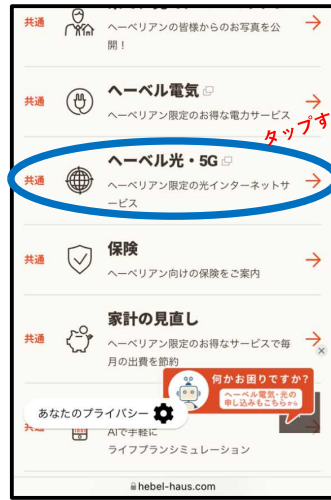 共通
ヘーベリアンの皆様からのお写真を公
開！
共通
ヘーベル電気
ヘーベリアン限定のお得な電力サービス
タップす
共通
ヘーベル光・5G
ヘーベリアン限定の光インターネットサ
ービス
共通
保険
ヘーベリアン向けの保険をご案内
共通
家計の見直し
ヘーベリアン限定のお得なサービスで毎
月の出費を節約
何かお困りですか?
ヘーベル電気・光の
申し込みもこちらから
あなたのプライバシー
AIで手軽に
ライフプランシミュレーション
hebel-haus.com